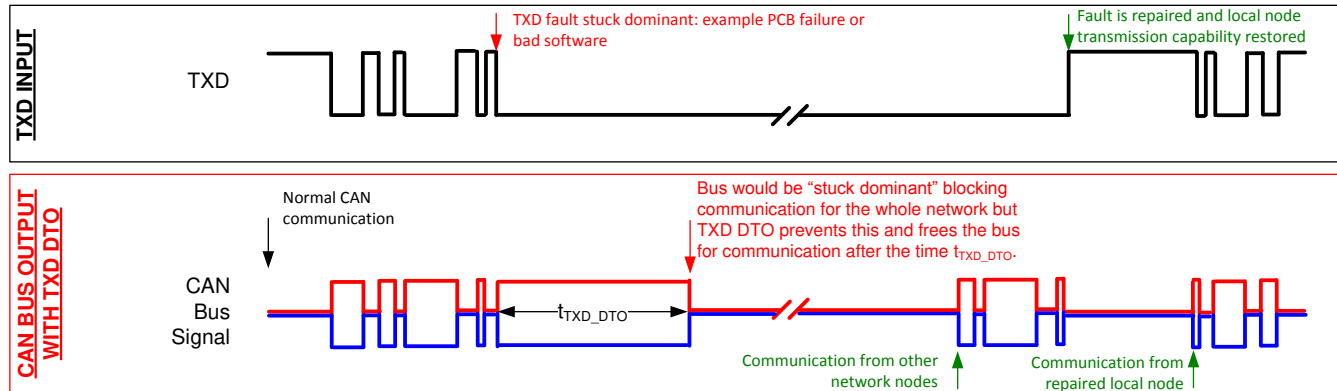 TXD INPUT
TXD fault stuck dominant: example PCB failure or
bad software
Fault is repaired and local node
transmission capability restored
TXD
CAN BUS OUTPUT
WITH TXD DTO
Normal CAN
communication
Bus would be “stuck dominant” blocking
communication for the whole network but
TXD DTO prevents this and frees the bus
for communication after the time tTXD_DTO.
CAN
Bus
Signal
tTXD_DTO
Communication from other
network nodes
Communication from
repaired local node